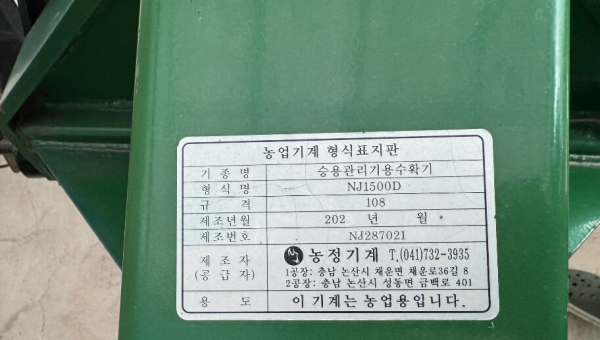 농업기계 형식표지판
기종명 승용관리기용수확기
형식명 NJ1500D
규격 108
제조년월 202 년 월
제조번호 NJ287021
제조자 (공급자) NJ 농정기계 T.(041)732-3935
1공장: 충남 논산시 채운면 채운로36길 8
2공장: 충남 논산시 성동면 금백로 401
용도 이 기계는 농업용입니다.